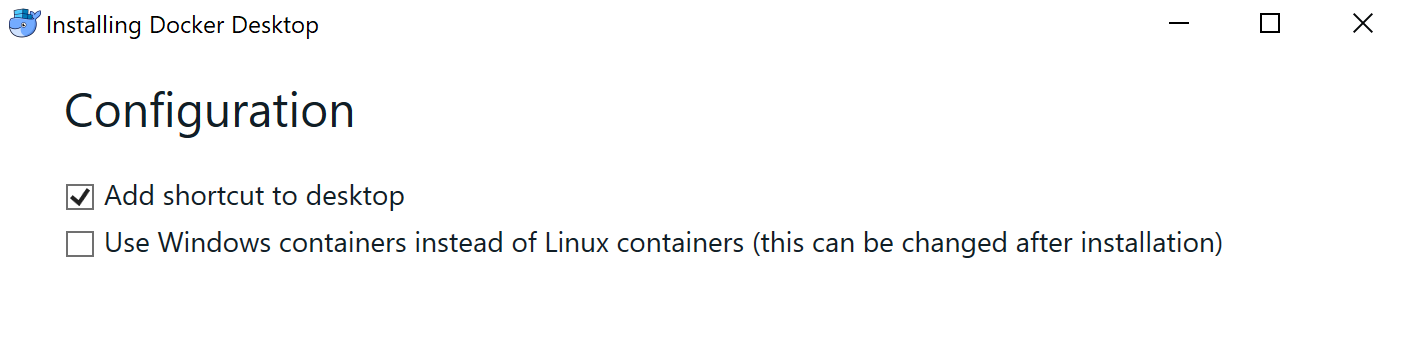 Installing Docker Desktop
Configuration
Add shortcut to desktop
Use Windows containers instead of Linux containers (this can be changed after installation)